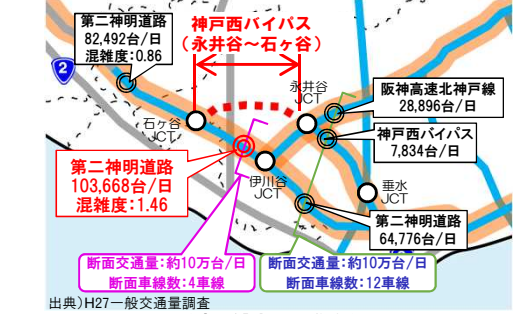 第二神明道路
82,492台/日
混雑度:0.86
神戸西バイパス
(永井谷～石ヶ谷)
2
永井谷
JCT
阪神高速北神戸線
28,896台/日
石ヶ谷
JCT
神戸西バイパス
7,834台/日
第二神明道路
103,668台/日
混雑度:1.46
伊川谷
JCT
垂水
JCT
第二神明道路
64,776台/日
断面交通量:約10万台/日
断面車線数:4車線
断面交通量:約10万台/日
断面車線数:12車線
出典)H27一般交通量調査